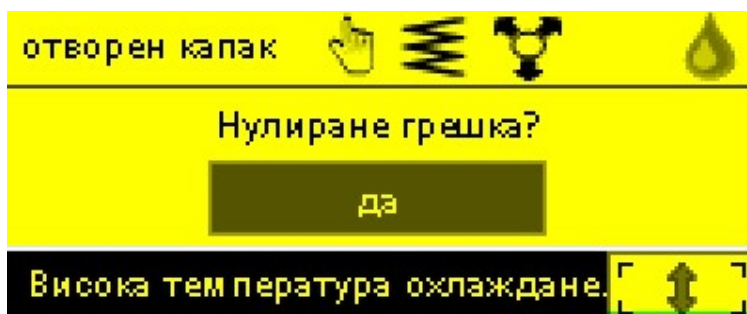 отворен капак
Нулиране грешка?
да
Висока температура охлаждане.